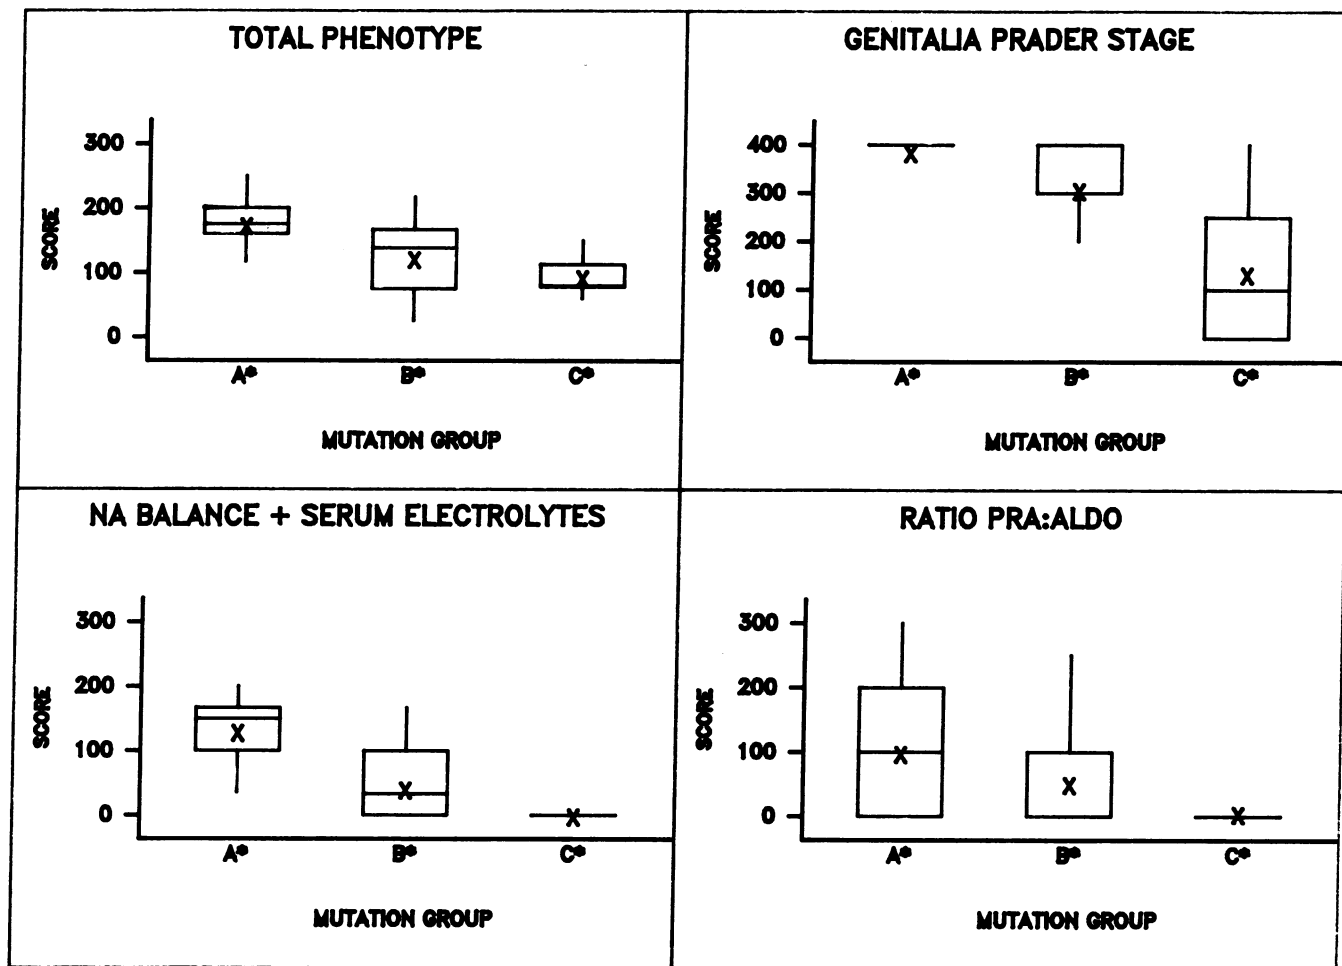 TOTAL PHENOTYPE
300
200
100
0
SCORE
A* B* C*
MUTATION GROUP
GENITALIA PRADER STAGE
400
300
200
100
0
SCORE
A* B* C*
MUTATION GROUP
NA BALANCE + SERUM ELECTROLYTES
300
200
100
0
SCORE
A* B* C*
MUTATION GROUP
RATIO PRA:ALDO
300
200
100
0
SCORE
A* B* C*
MUTATION GROUP